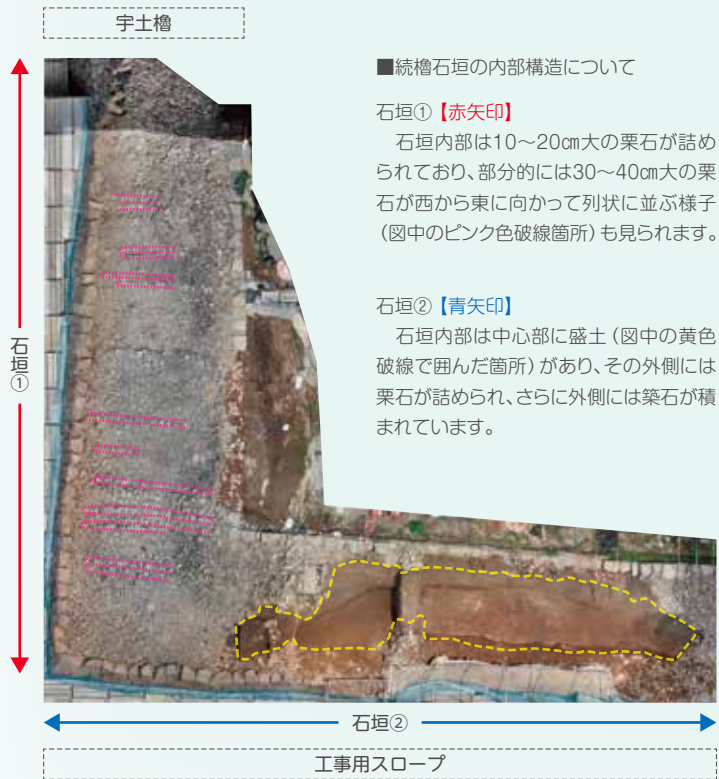 宇土櫓
■続櫓石垣の内部構造について
石垣①【赤矢印】
石垣内部は10～20㎝大の栗石が詰め
られており、部分的には30～40㎝大の栗
石が西から東に向かって列状に並ぶ様子
（図中のピンク色破線箇所）も見られます。
石垣②【青矢印】
石垣内部は中心部に盛土（図中の黄色
破線で囲んだ箇所）があり、その外側には
栗石が詰められ、さらに外側には築石が積
まれています。
石垣①
石垣②
工事用スロープ